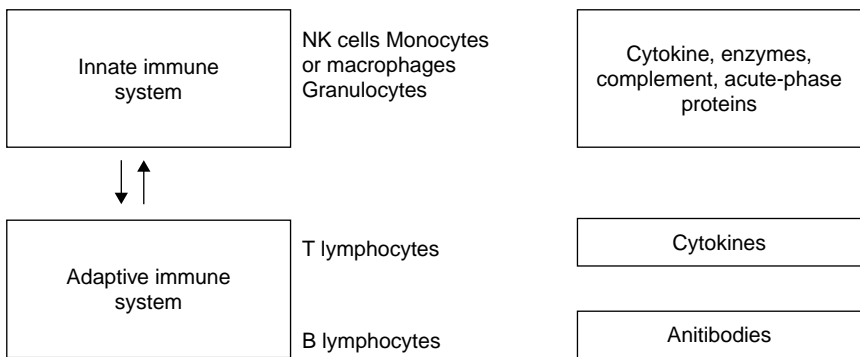 Innate immune
system
NK cells Monocytes
or macrophages
Granulocytes
Cytokine, enzymes,
complement, acute-phase
proteins
Adaptive immune
system
T lymphocytes
Cytokines
B lymphocytes
Anitibodies